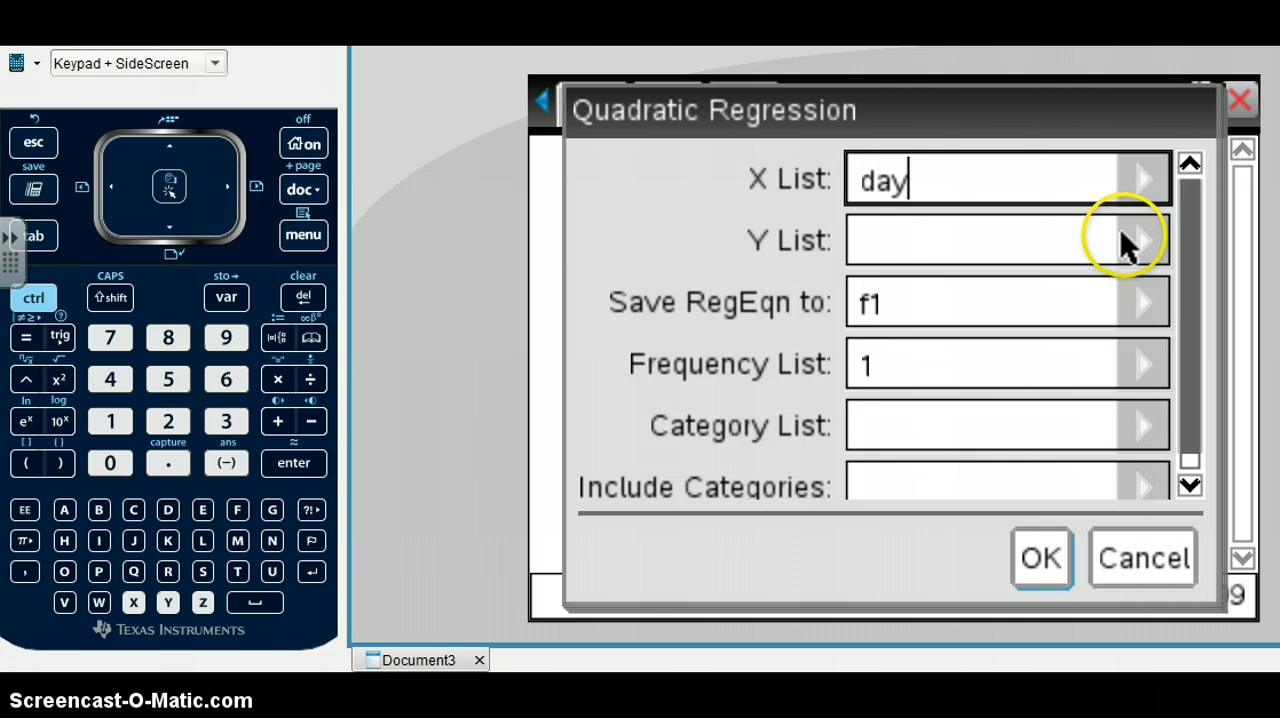 Keypad + SideScreen
off
esc
on
save
+ page
doc
tab
menu
CAPS
sto→
clear
ctrl
⇧shift
var
del
=
trig
7
8
9
^
x²
4
5
6
×
÷
ln
log
eˣ
10ˣ
1
2
3
+
−
capture
ans
≈
(
)
0
.
(−)
enter
EE
A
B
C
D
E
F
G
?!▸
π▸
H
I
J
K
L
M
N
,
O
P
Q
R
S
T
U
V
W
X
Y
Z
TEXAS INSTRUMENTS
Quadratic Regression
X List: day
Y List:
Save RegEqn to: f1
Frequency List: 1
Category List:
Include Categories:
OK Cancel
Document3
Screencast-O-Matic.com